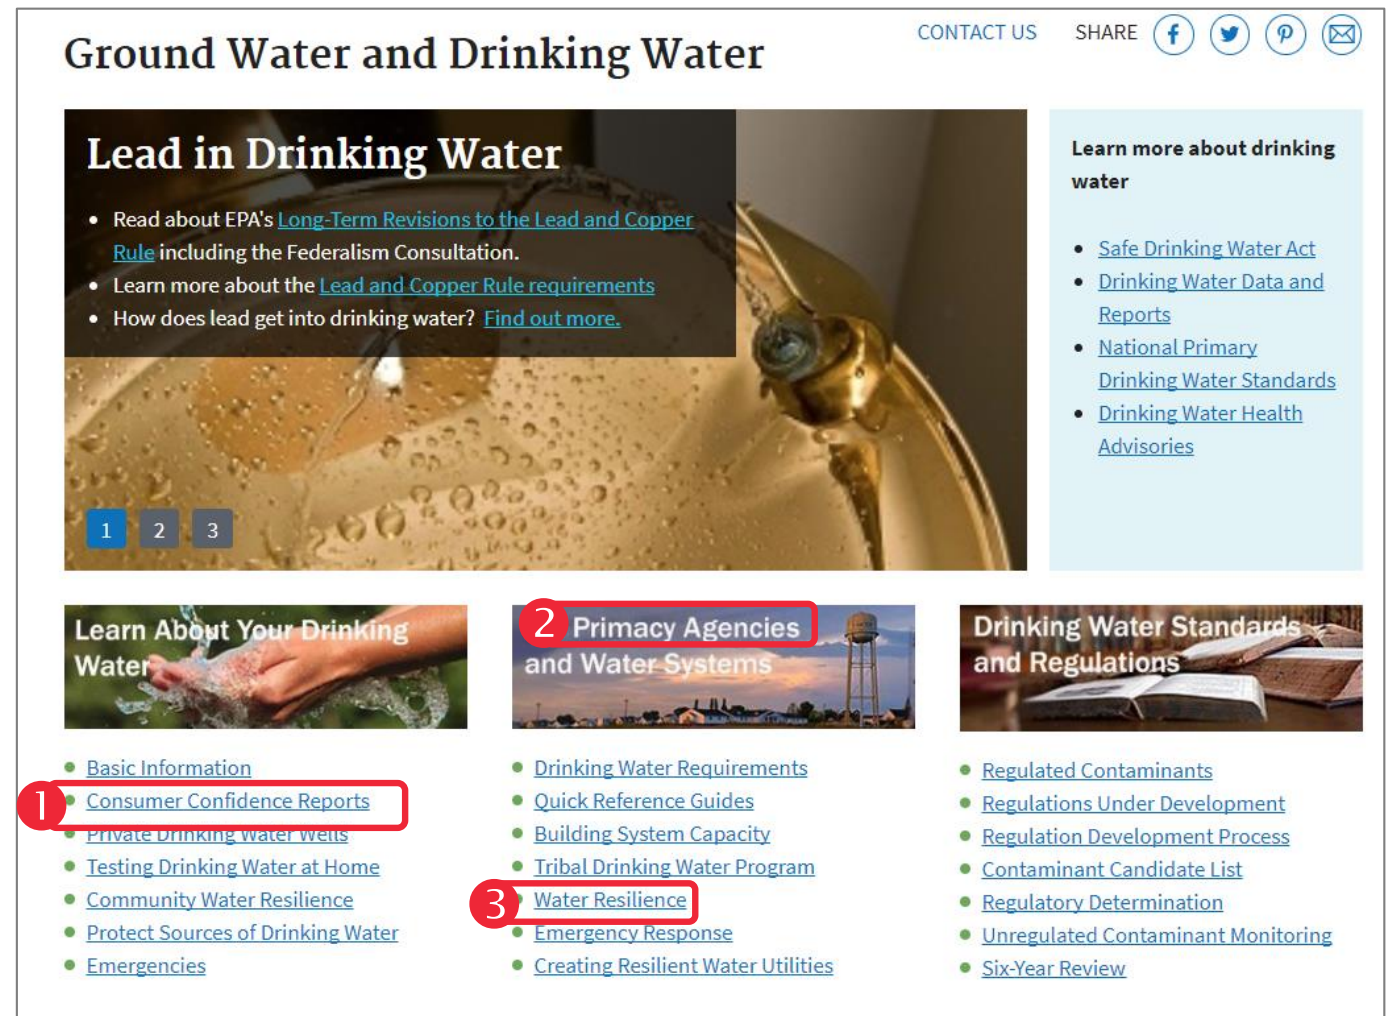 Ground Water and Drinking Water
CONTACT US
SHARE
Lead in Drinking Water
• Read about EPA's Long-Term Revisions to the Lead and Copper
Rule including the Federalism Consultation.
• Learn more about the Lead and Copper Rule requirements
• How does lead get into drinking water? Find out more.
1 2 3
Learn more about drinking
water
• Safe Drinking Water Act
• Drinking Water Data and
Reports
• National Primary
Drinking Water Standards
• Drinking Water Health
Advisories
Learn About Your Drinking
Water
• Basic Information
1 Consumer Confidence Reports
• Private Drinking Water Wells
• Testing Drinking Water at Home
• Community Water Resilience
• Protect Sources of Drinking Water
• Emergencies
2 Primacy Agencies
and Water Systems
• Drinking Water Requirements
• Quick Reference Guides
• Building System Capacity
• Tribal Drinking Water Program
3 Water Resilience
• Emergency Response
• Creating Resilient Water Utilities
Drinking Water Standards
and Regulations
• Regulated Contaminants
• Regulations Under Development
• Regulation Development Process
• Contaminant Candidate List
• Regulatory Determination
• Unregulated Contaminant Monitoring
• Six-Year Review